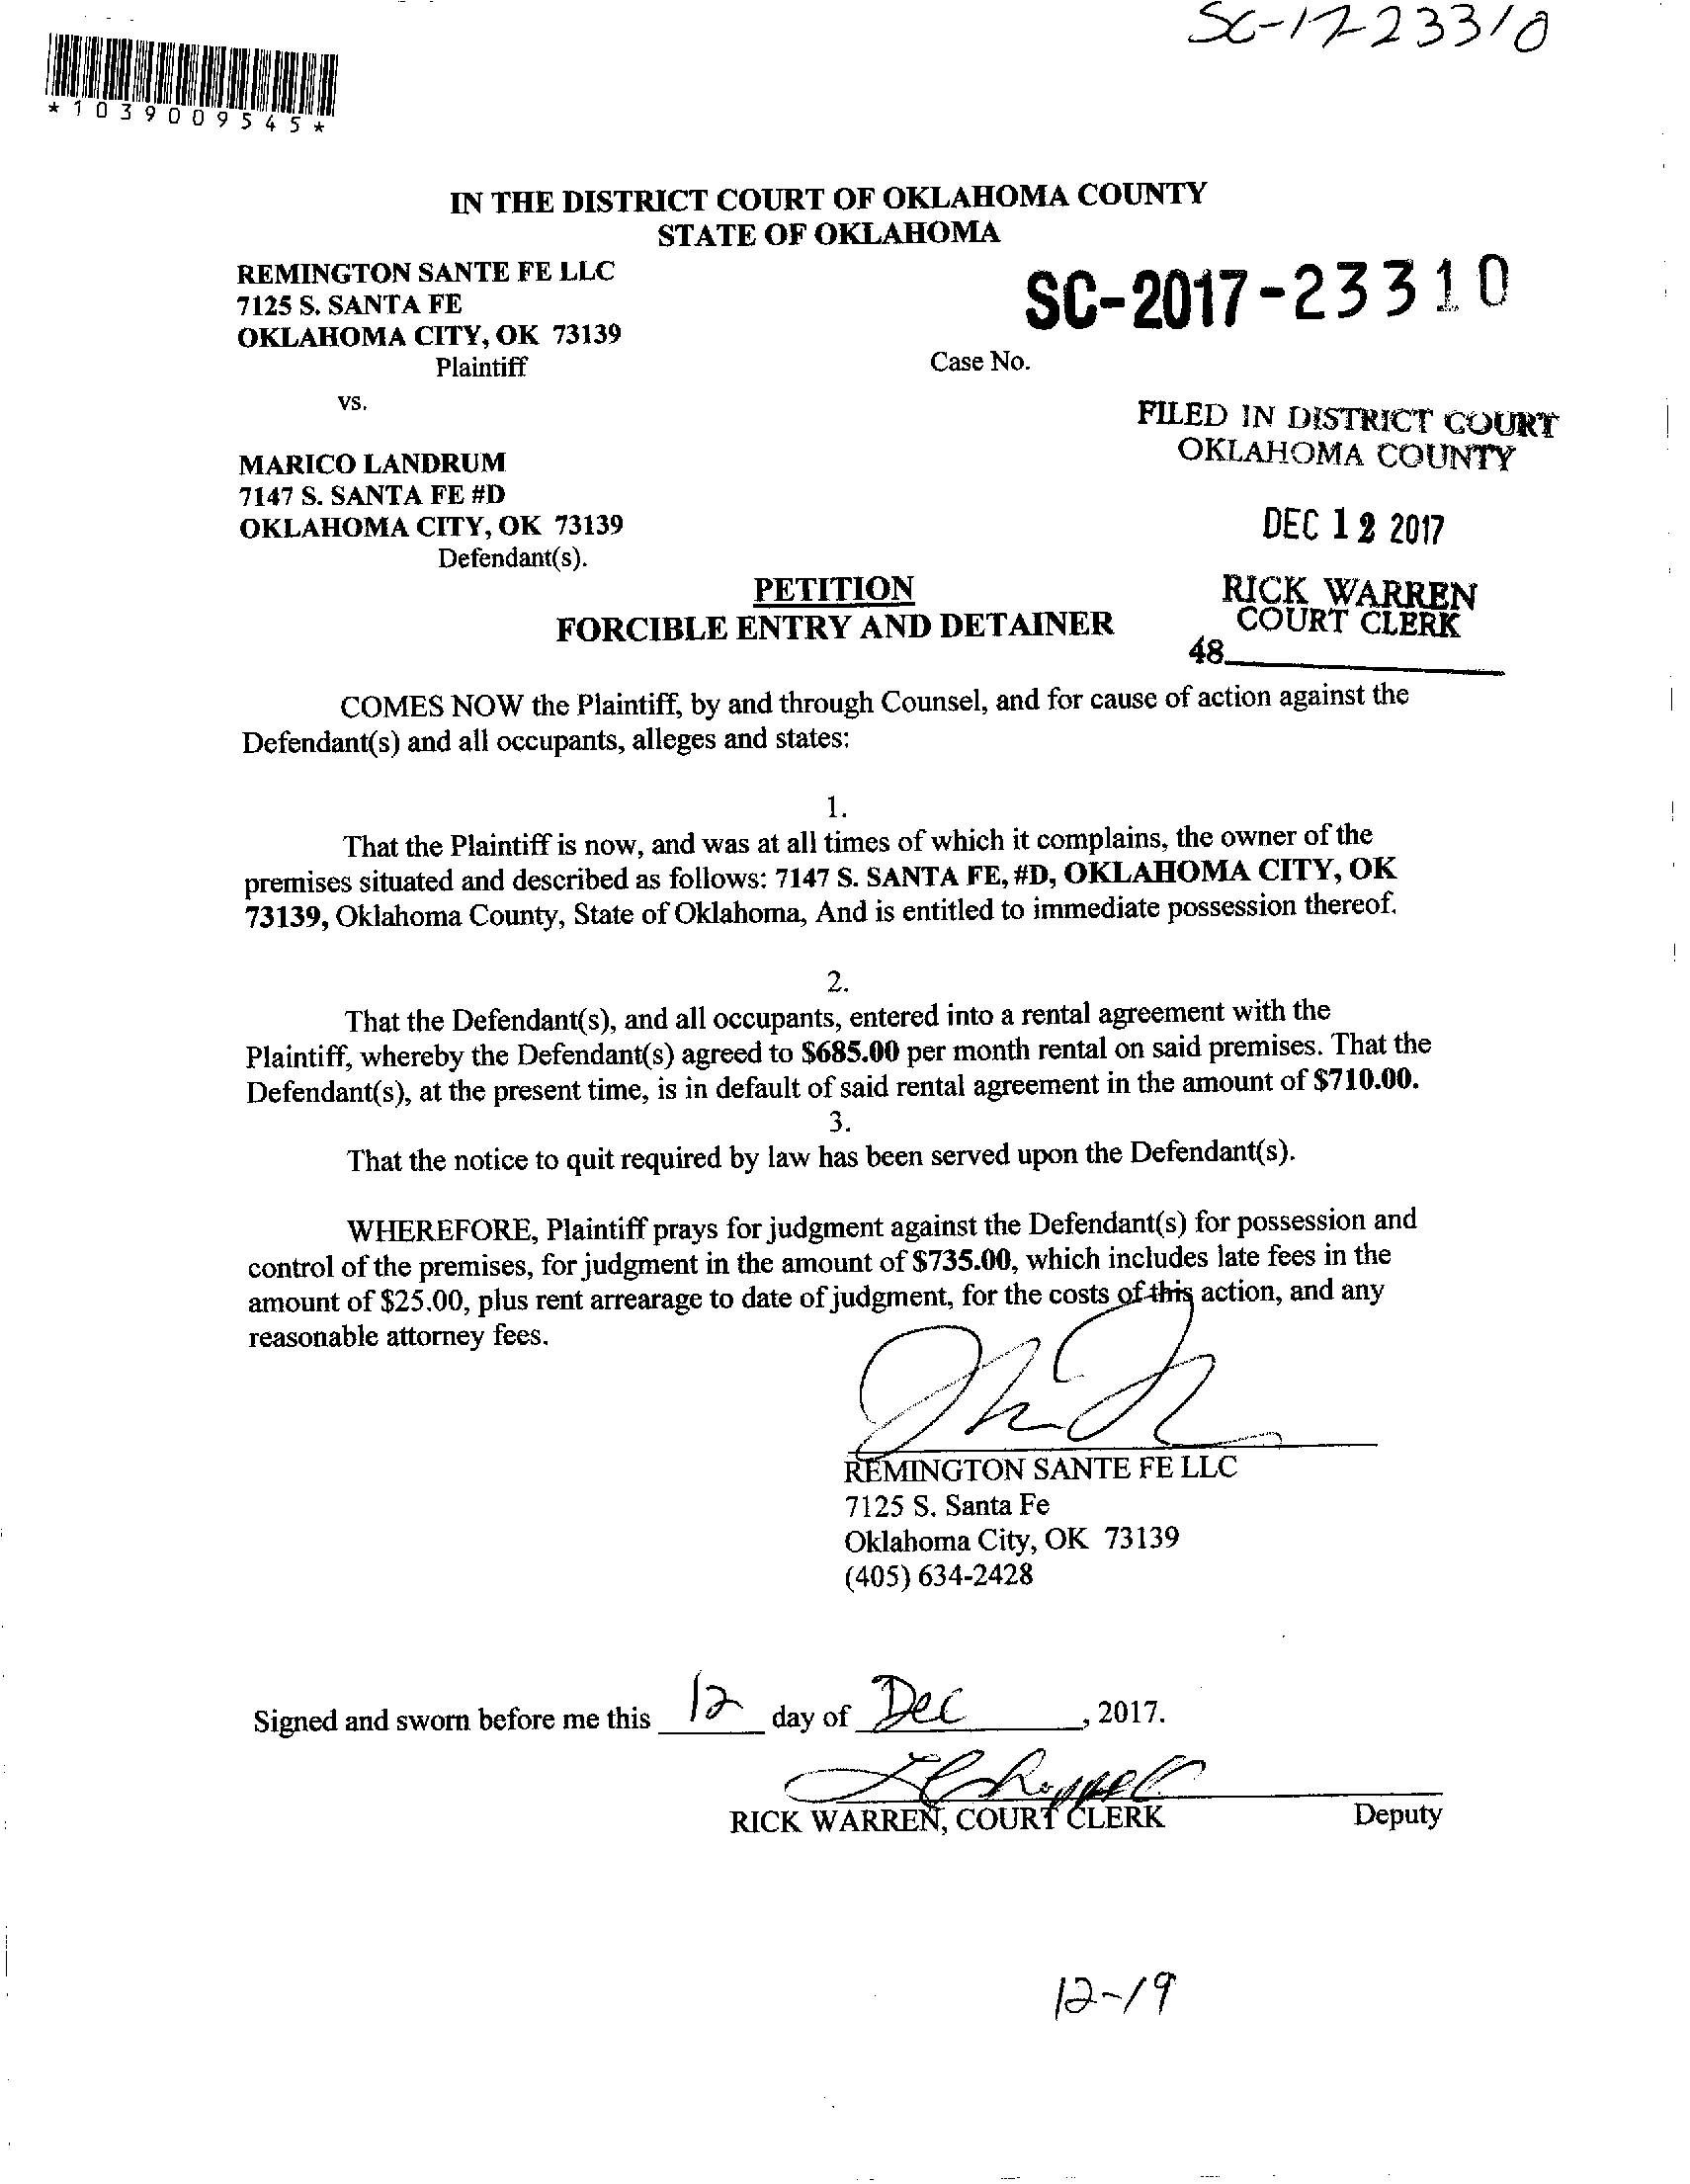 SC-17-23310
*1039009545*
IN THE DISTRICT COURT OF OKLAHOMA COUNTY
STATE OF OKLAHOMA
REMINGTON SANTE FE LLC
7125 S. SANTA FE
SC-2017-23310
OKLAHOMA CITY, OK 73139
Plaintiff
Case No.
vs.
FILED IN DISTRICT COURT
OKLAHOMA COUNTY
MARICO LANDRUM
7147 S. SANTA FE #D
OKLAHOMA CITY, OK 73139
DEC 12 2017
Defendant(s).
PETITION
RICK WARREN
FORCIBLE ENTRY AND DETAINER
COURT CLERK
48
COMES NOW the Plaintiff, by and through Counsel, and for cause of action against the
Defendant(s) and all occupants, alleges and states:
1.
That the Plaintiff is now, and was at all times of which it complains, the owner of the
premises situated and described as follows: 7147 S. SANTA FE, #D, OKLAHOMA CITY, OK
73139, Oklahoma County, State of Oklahoma, And is entitled to immediate possession thereof.
2.
That the Defendant(s), and all occupants, entered into a rental agreement with the
Plaintiff, whereby the Defendant(s) agreed to $685.00 per month rental on said premises. That the
Defendant(s), at the present time, is in default of said rental agreement in the amount of $710.00.
3.
That the notice to quit required by law has been served upon the Defendant(s).
WHEREFORE, Plaintiff prays for judgment against the Defendant(s) for possession and
control of the premises, for judgment in the amount of $735.00, which includes late fees in the
amount of $25.00, plus rent arrearage to date of judgment, for the costs of this action, and any
reasonable attorney fees.
REMINGTON SANTE FE LLC
7125 S. Santa Fe
Oklahoma City, OK 73139
(405) 634-2428
Signed and sworn before me this 12 day of Dec, 2017.
RICK WARREN, COURT CLERK Deputy
12-19